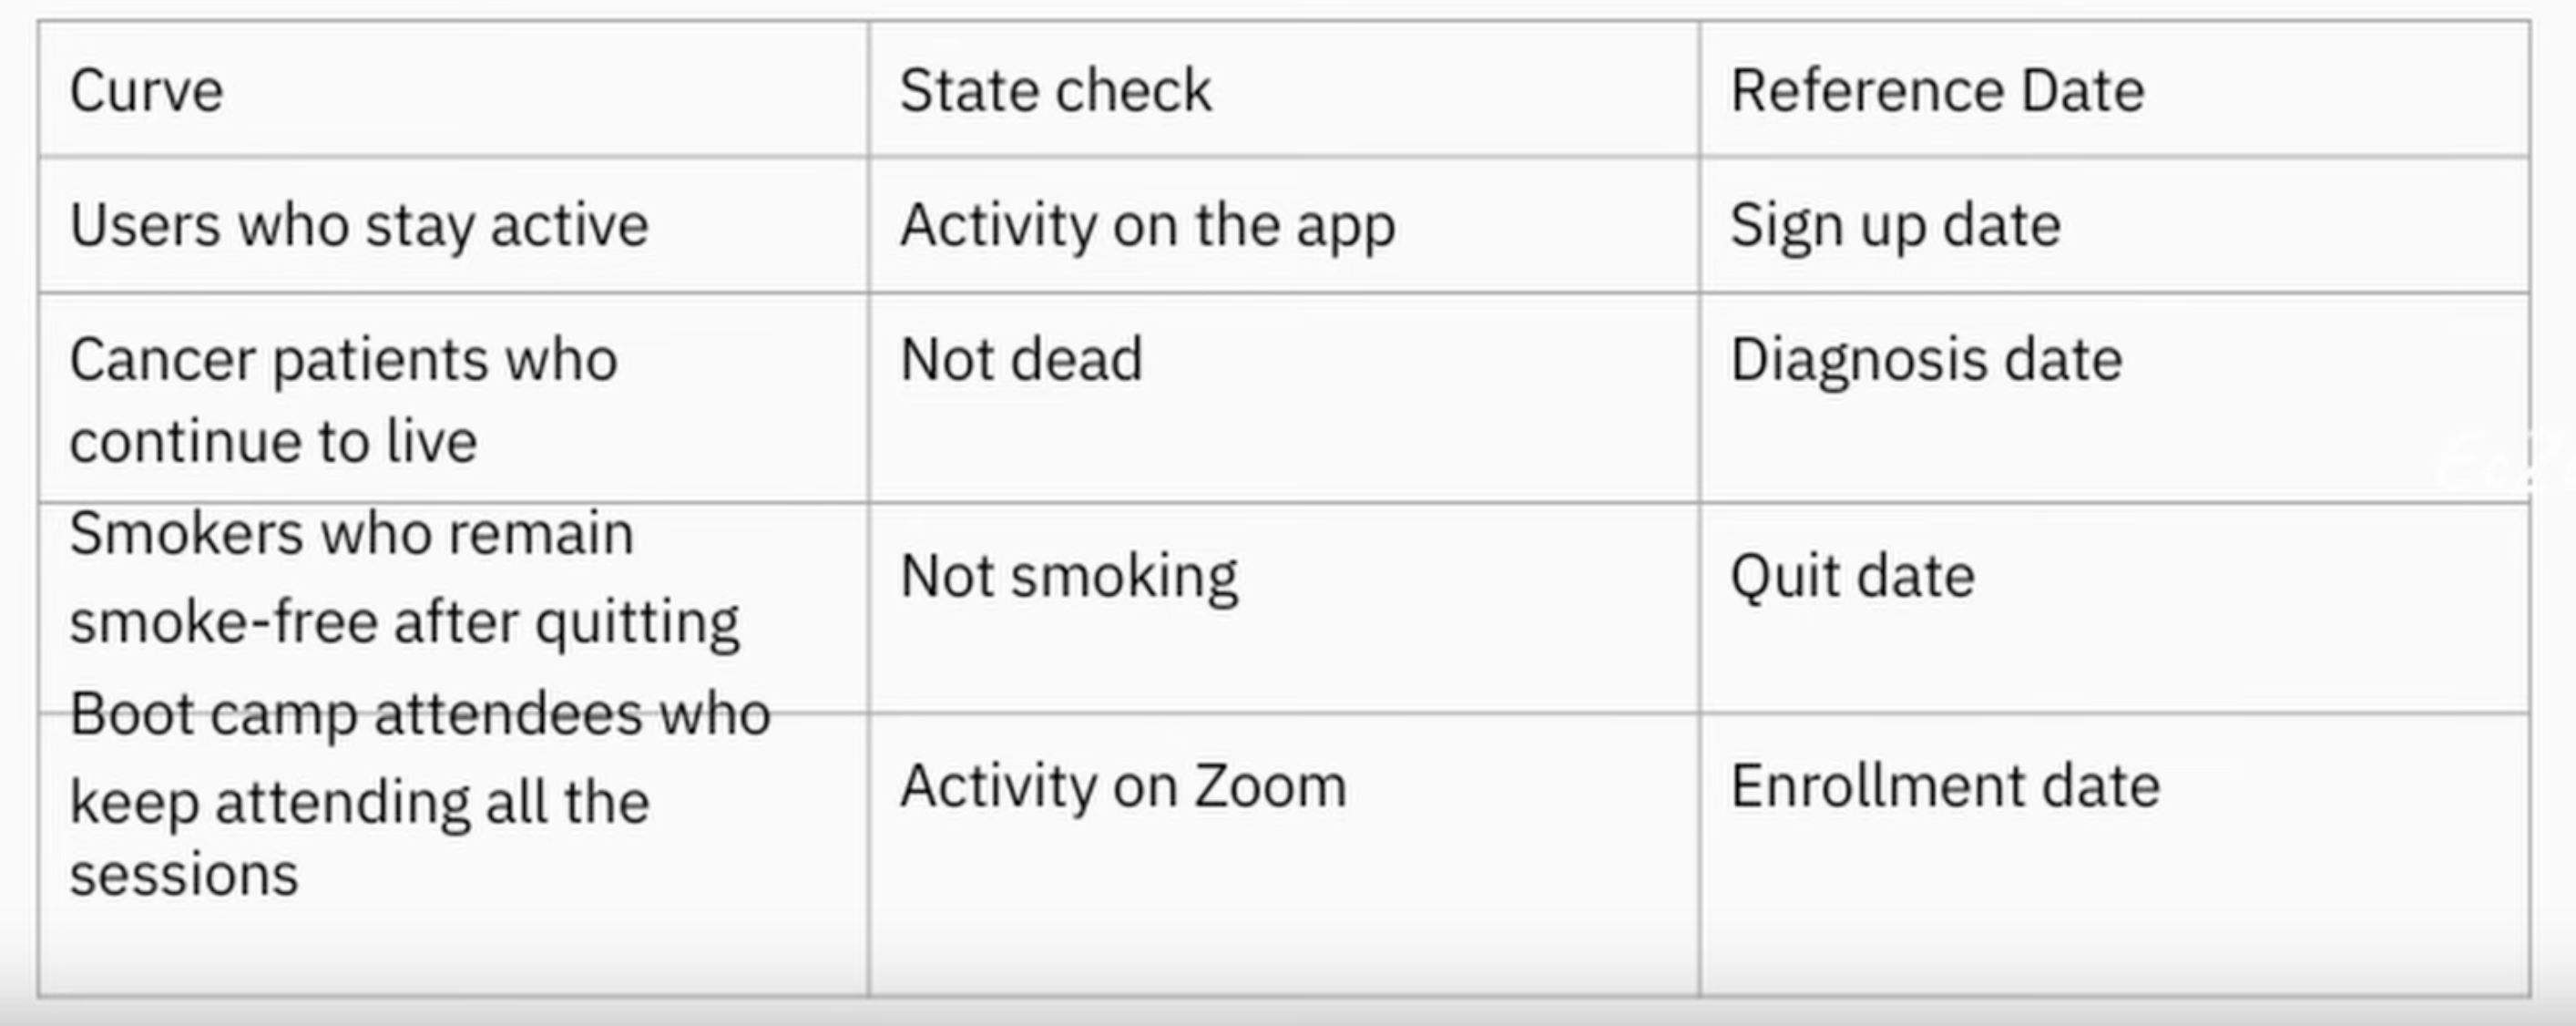 Curve
State check
Reference Date
Users who stay active
Activity on the app
Sign up date
Cancer patients who
continue to live
Not dead
Diagnosis date
Smokers who remain
smoke-free after quitting
Not smoking
Quit date
Boot camp attendees who
keep attending all the
sessions
Activity on Zoom
Enrollment date